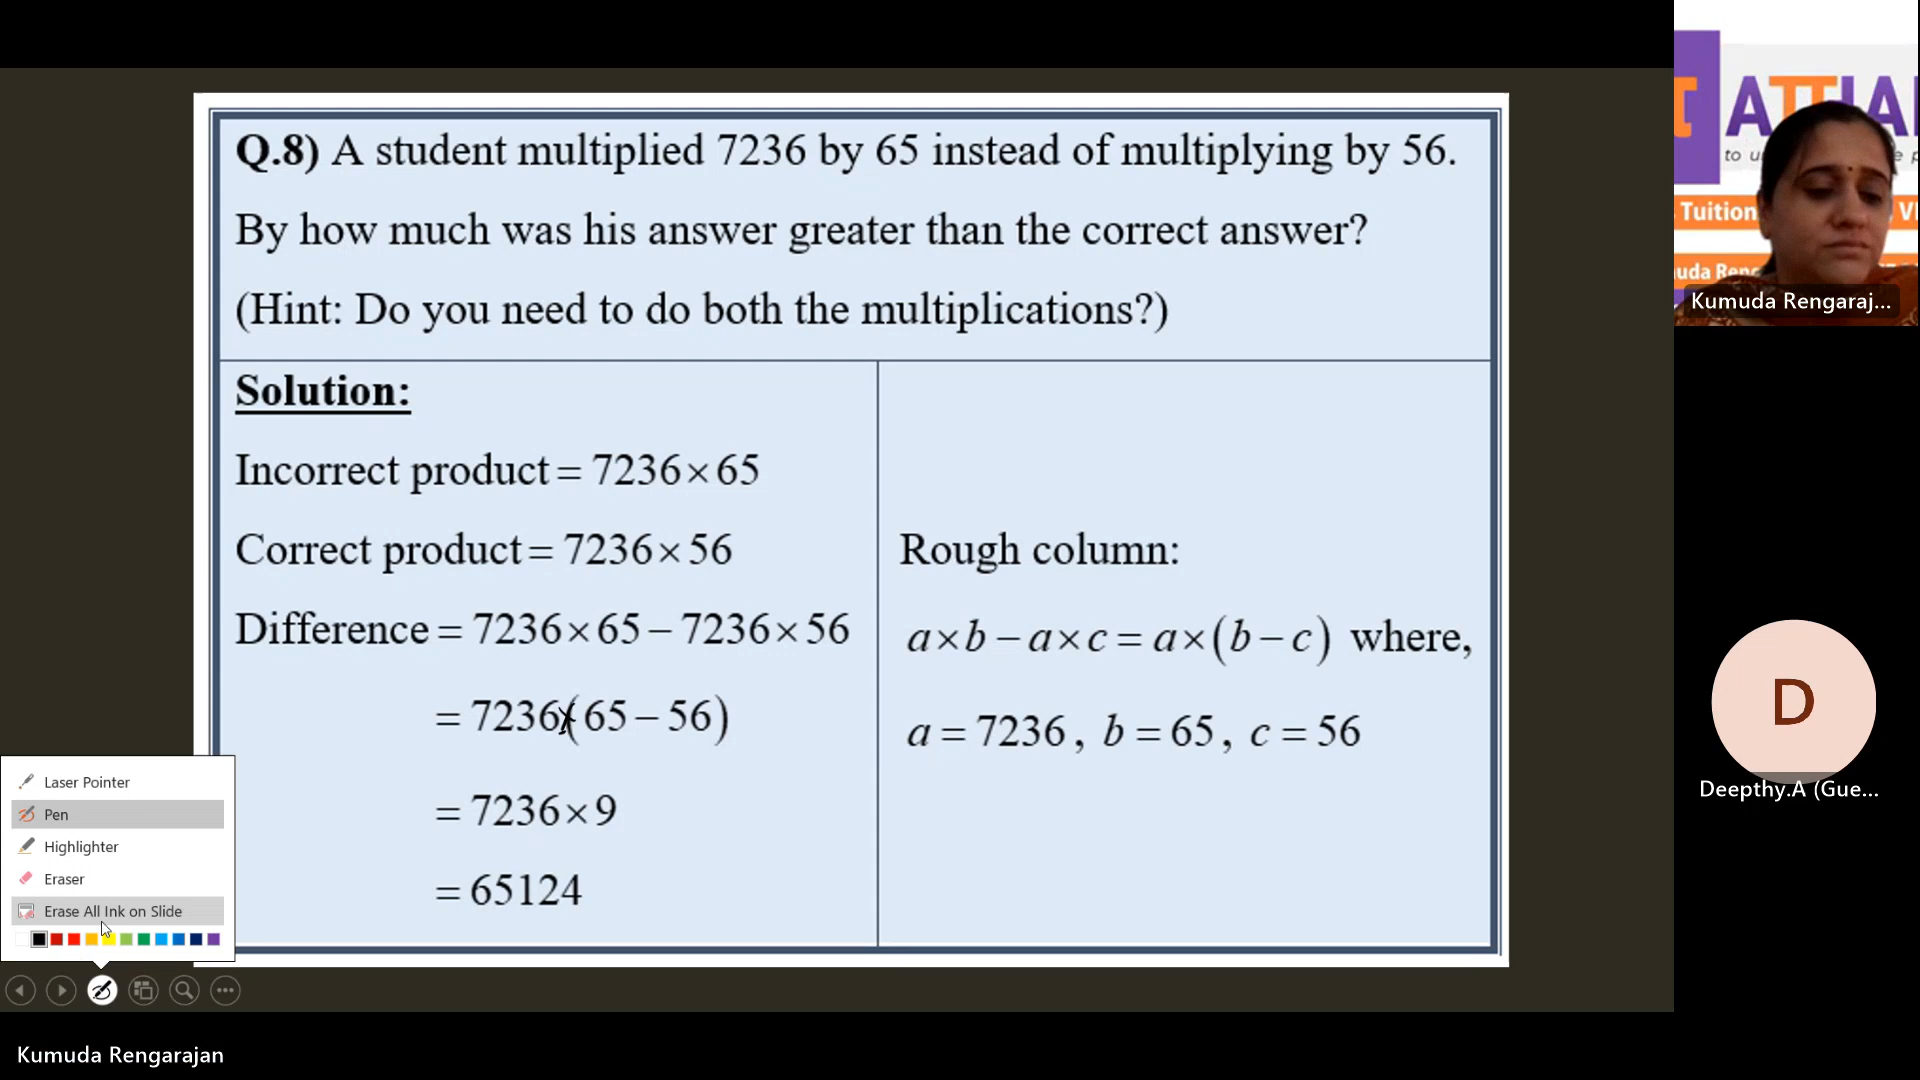 Q.8) A student multiplied 7236 by 65 instead of multiplying by 56.
By how much was his answer greater than the correct answer?
(Hint: Do you need to do both the multiplications?)
Solution:
Incorrect product = 7236 × 65
Correct product = 7236 × 56
Difference = 7236 × 65 − 7236 × 56
= 7236×(65 − 56)
= 7236 × 9
= 65124
Rough column:
a × b − a × c = a × (b − c) where,
a = 7236, b = 65, c = 56
Laser Pointer
Pen
Highlighter
Eraser
Erase All Ink on Slide
Kumuda Rengarajan
ATTIA
to u
Tuition
Kumuda Rengaraj...
D
Deepthy.A (Gue...